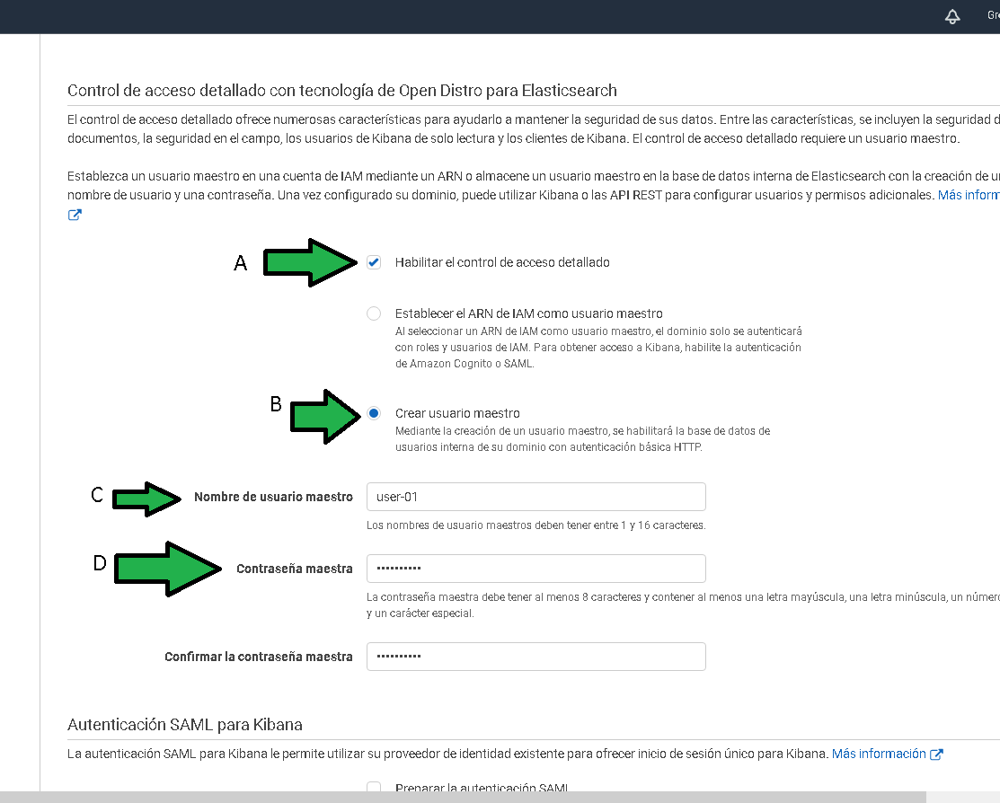 Gr
Control de acceso detallado con tecnología de Open Distro para Elasticsearch
El control de acceso detallado ofrece numerosas características para ayudarlo a mantener la seguridad de sus datos. Entre las características, se incluyen la seguridad d
documentos, la seguridad en el campo, los usuarios de Kibana de solo lectura y los clientes de Kibana. El control de acceso detallado requiere un usuario maestro.
Establezca un usuario maestro en una cuenta de IAM mediante un ARN o almacene un usuario maestro en la base de datos interna de Elasticsearch con la creación de u
nombre de usuario y una contraseña. Una vez configurado su dominio, puede utilizar Kibana o las API REST para configurar usuarios y permisos adicionales. Más inform
A
Habilitar el control de acceso detallado
Establecer el ARN de IAM como usuario maestro
Al seleccionar un ARN de IAM como usuario maestro, el dominio solo se autenticará
con roles y usuarios de IAM. Para obtener acceso a Kibana, habilite la autenticación
de Amazon Cognito o SAML.
B
Crear usuario maestro
Mediante la creación de un usuario maestro, se habilitará la base de datos de
usuarios interna de su dominio con autenticación básica HTTP.
C
Nombre de usuario maestro
user-01
Los nombres de usuario maestros deben tener entre 1 y 16 caracteres.
D
Contraseña maestra
••••••••••
La contraseña maestra debe tener al menos 8 caracteres y contener al menos una letra mayúscula, una letra minúscula, un número
y un carácter especial.
Confirmar la contraseña maestra
••••••••••
Autenticación SAML para Kibana
La autenticación SAML para Kibana le permite utilizar su proveedor de identidad existente para ofrecer inicio de sesión único para Kibana. Más información
Preparar la autenticación SAML